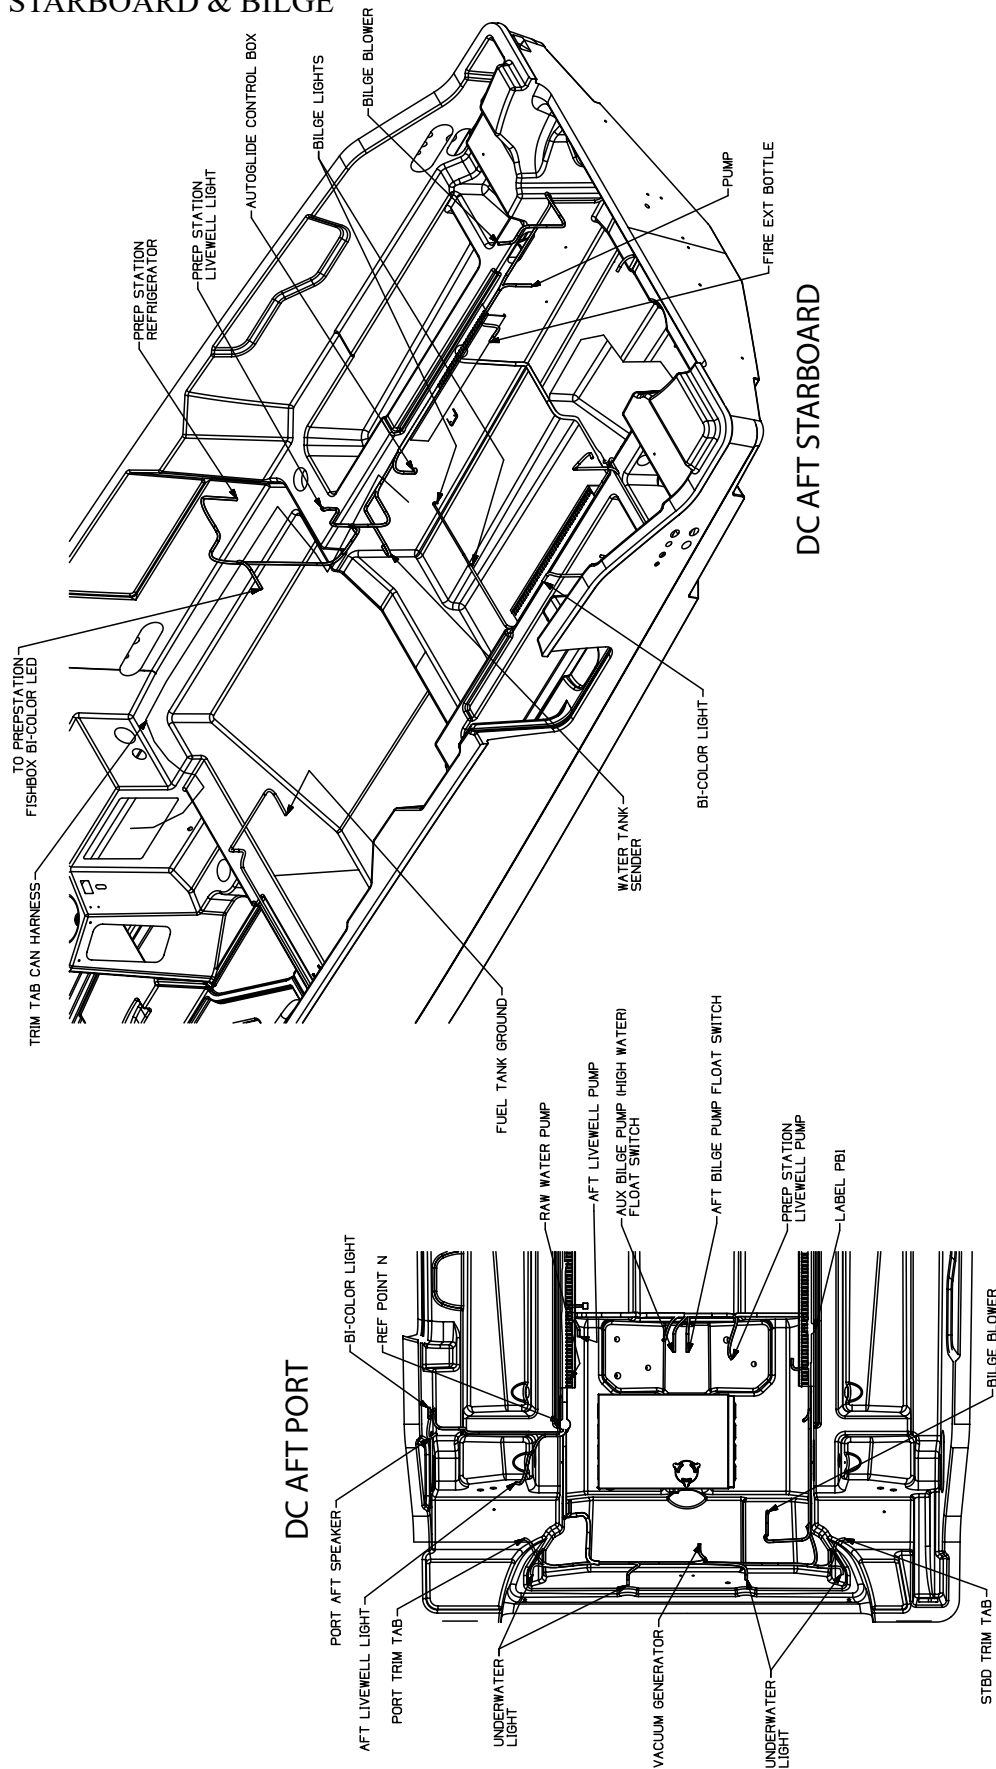 STARBOARD & BILGE
TRIM TAB CAN HARNESS
TO PREPSTATION
FISHBOX BI-COLOR LED
PREP STATION
REFRIGERATOR
PREP STATION
LIVEWELL LIGHT
AUTOGLIDE CONTROL BOX
BILGE LIGHTS
BILGE BLOWER
PUMP
FIRE EXT BOTTLE
DC AFT STARBOARD
BI-COLOR LIGHT
WATER TANK
SENDER
FUEL TANK GROUND
DC AFT PORT
PORT AFT SPEAKER
AFT LIVEWELL LIGHT
PORT TRIM TAB
UNDERWATER
LIGHT
VACUUM GENERATOR
UNDERWATER
LIGHT
STBD TRIM TAB
BI-COLOR LIGHT
REF POINT N
RAW WATER PUMP
AFT LIVEWELL PUMP
AUX BILGE PUMP (HIGH WATER)
FLOAT SWITCH
AFT BILGE PUMP FLOAT SWITCH
PREP STATION
LIVEWELL PUMP
LABEL PB1
BILGE BLOWER